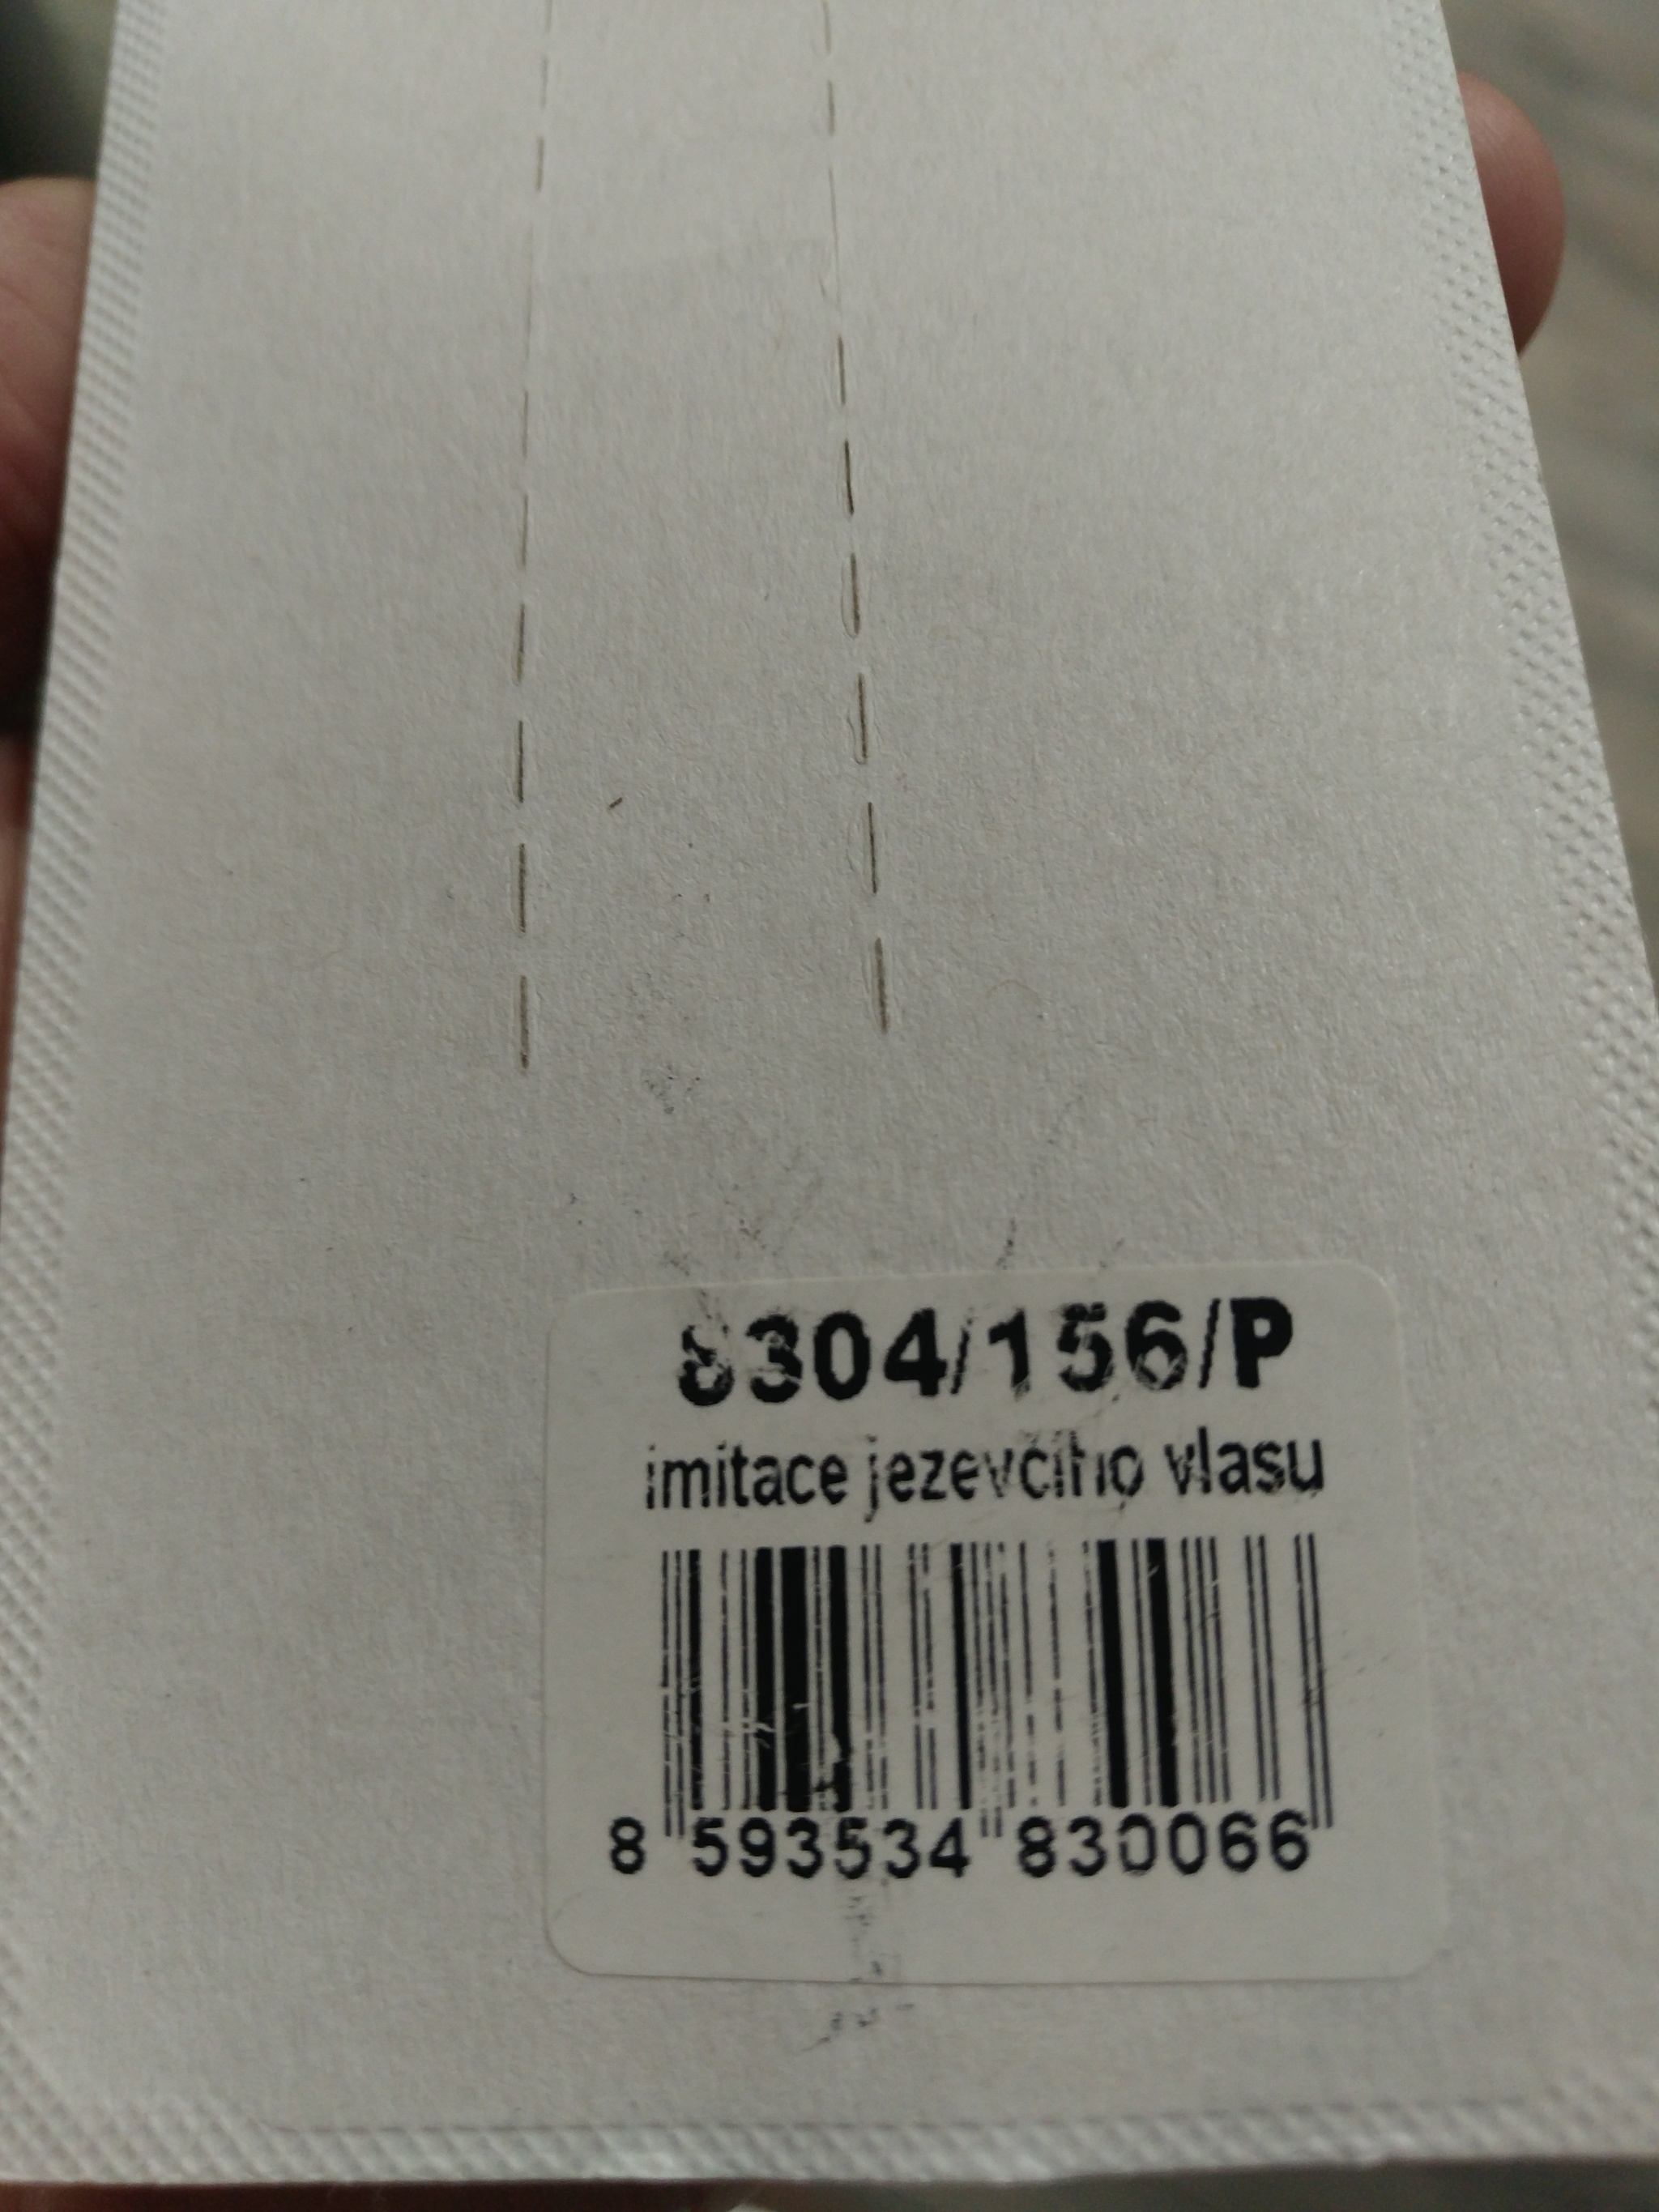 8304/156/P
imitace jezevčího vlasu
8 593534 830066